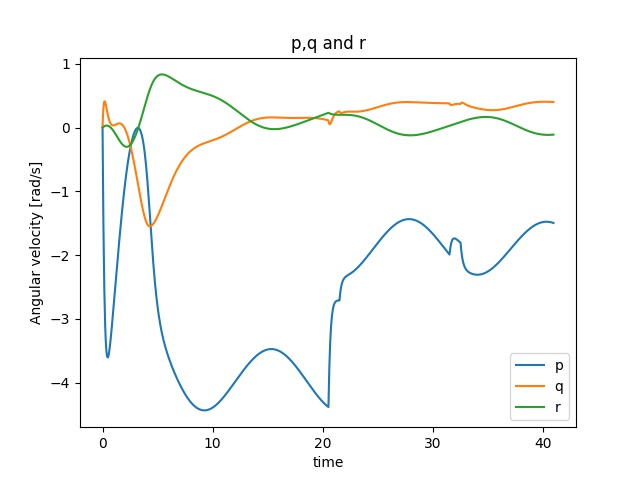 p,q and r
Angular velocity [rad/s]
1
0
−1
−2
−3
−4
0 10 20 30 40
time
p
q
r